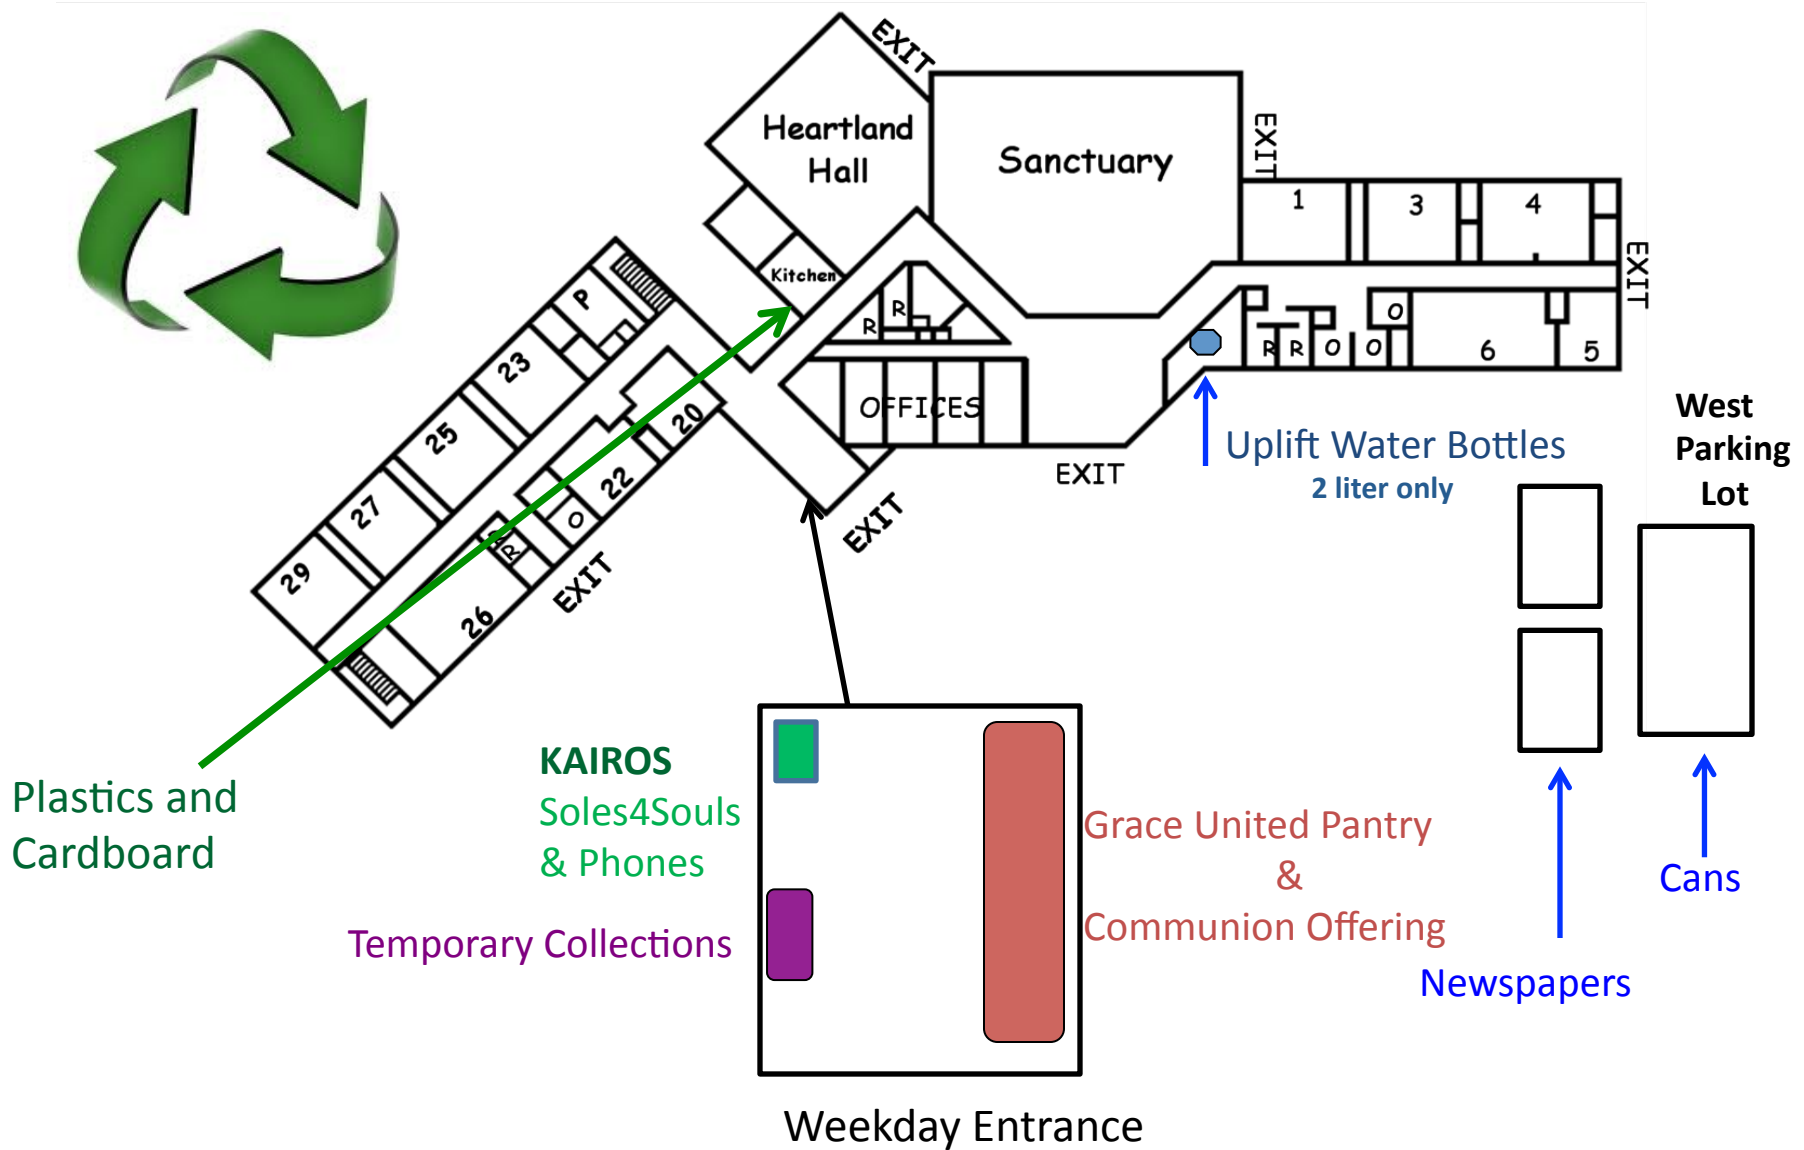 EXIT
Heartland
Hall
Sanctuary
EXIT
1
3
4
EXIT
Kitchen
P
R
R
O
R
R
O
O
6
5
23
OFFICES
20
25
22
27
O
R
R
29
26
EXIT
EXIT
EXIT
Uplift Water Bottles
2 liter only
West
Parking
Lot
Plastics and
Cardboard
KAIROS
Soles4Souls
& Phones
Temporary Collections
Grace United Pantry
&
Communion Offering
Cans
Newspapers
Weekday Entrance